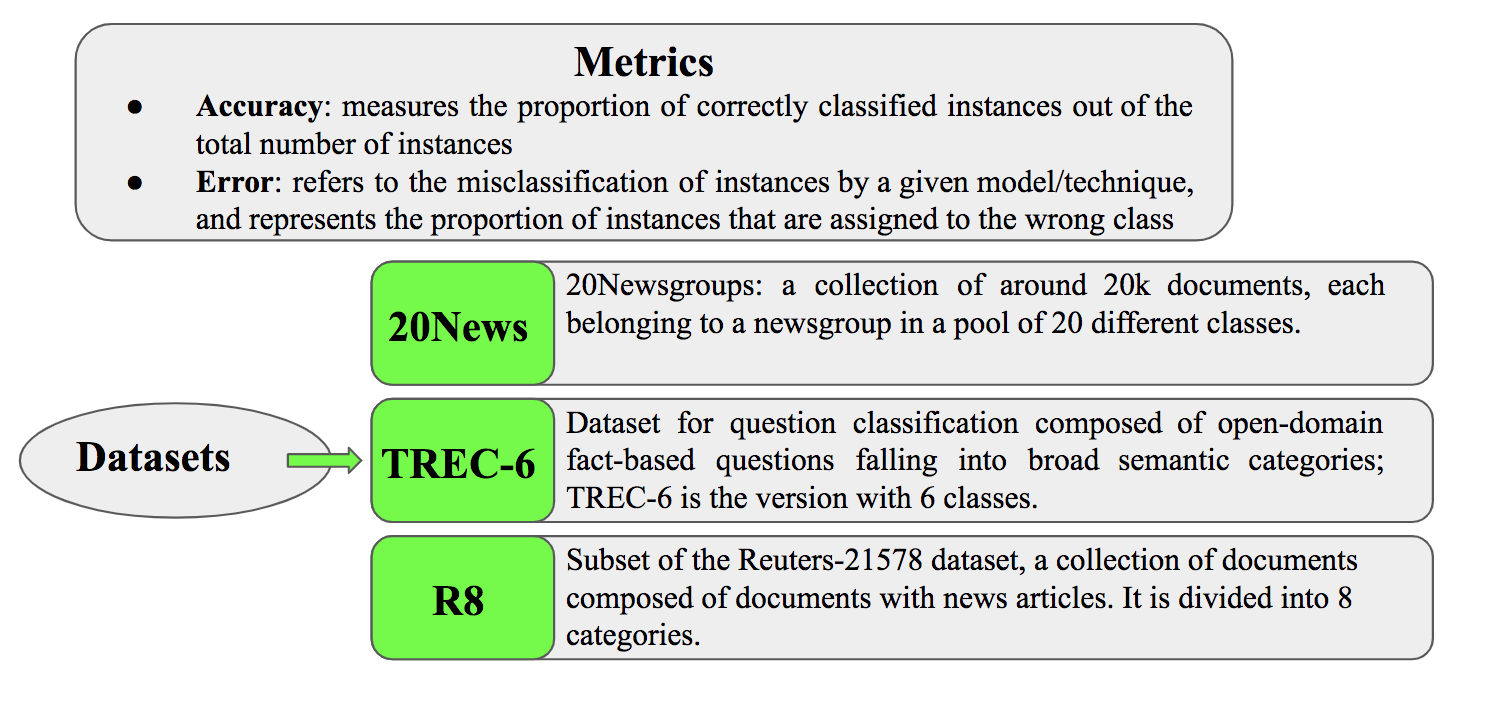 Metrics
● Accuracy: measures the proportion of correctly classified instances out of the
total number of instances
● Error: refers to the misclassification of instances by a given model/technique,
and represents the proportion of instances that are assigned to the wrong class
Datasets
20News
20Newsgroups: a collection of around 20k documents, each
belonging to a newsgroup in a pool of 20 different classes.
TREC-6
Dataset for question classification composed of open-domain
fact-based questions falling into broad semantic categories;
TREC-6 is the version with 6 classes.
R8
Subset of the Reuters-21578 dataset, a collection of documents
composed of documents with news articles. It is divided into 8
categories.